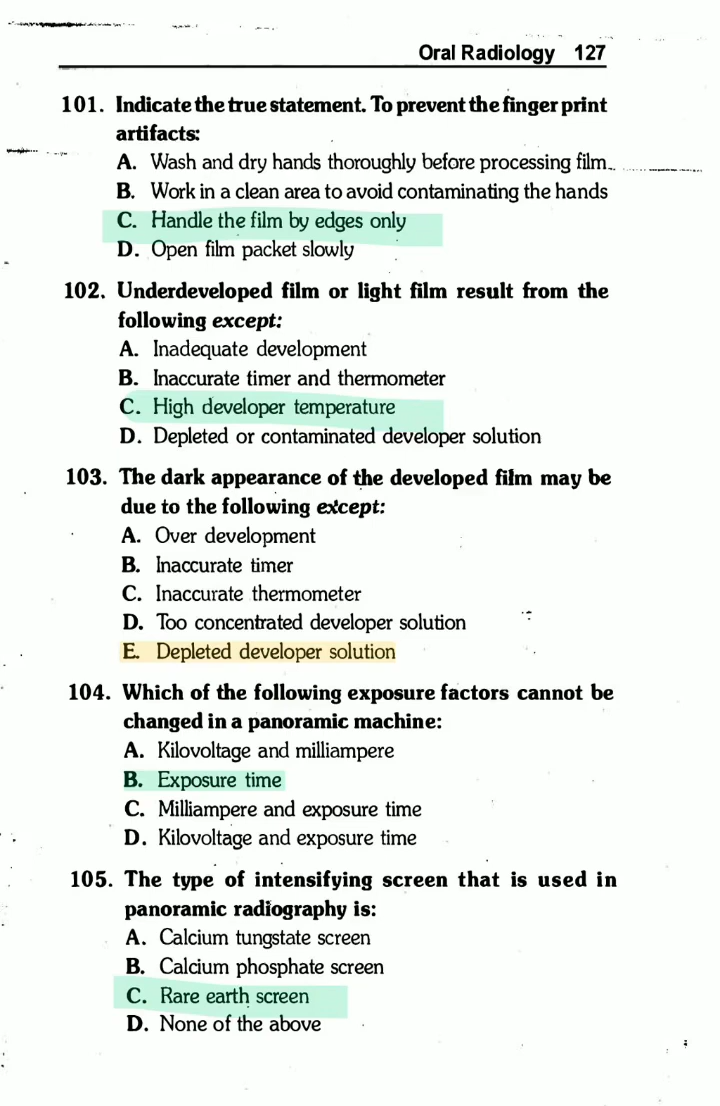 Oral Radiology 127
101. Indicate the true statement. To prevent the finger print
artifacts:
A. Wash and dry hands thoroughly before processing film.
B. Work in a clean area to avoid contaminating the hands
C. Handle the film by edges only
D. Open film packet slowly
102. Underdeveloped film or light film result from the
following except:
A. Inadequate development
B. Inaccurate timer and thermometer
C. High developer temperature
D. Depleted or contaminated developer solution
103. The dark appearance of the developed film may be
due to the following except:
A. Over development
B. Inaccurate timer
C. Inaccurate thermometer
D. Too concentrated developer solution
E. Depleted developer solution
104. Which of the following exposure factors cannot be
changed in a panoramic machine:
A. Kilovoltage and milliampere
B. Exposure time
C. Milliampere and exposure time
D. Kilovoltage and exposure time
105. The type of intensifying screen that is used in
panoramic radiography is:
A. Calcium tungstate screen
B. Calcium phosphate screen
C. Rare earth screen
D. None of the above